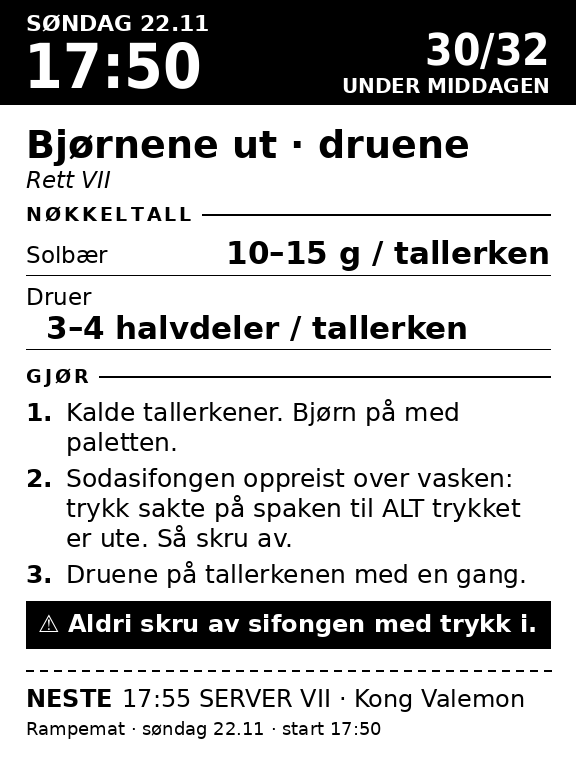 SØNDAG 22.11
17:50
30/32
UNDER MIDDAGEN
Bjørnene ut · druene
Rett VII
NØKKELTALL
Solbær 10–15 g / tallerken
Druer
3–4 halvdeler / tallerken
GJØR
1. Kalde tallerkener. Bjørn på med
paletten.
2. Sodasifongen oppreist over vasken:
trykk sakte på spaken til ALT trykket
er ute. Så skru av.
3. Druene på tallerkenen med en gang.
⚠ Aldri skru av sifongen med trykk i.
NESTE 17:55 SERVER VII · Kong Valemon
Rampemat · søndag 22.11 · start 17:50